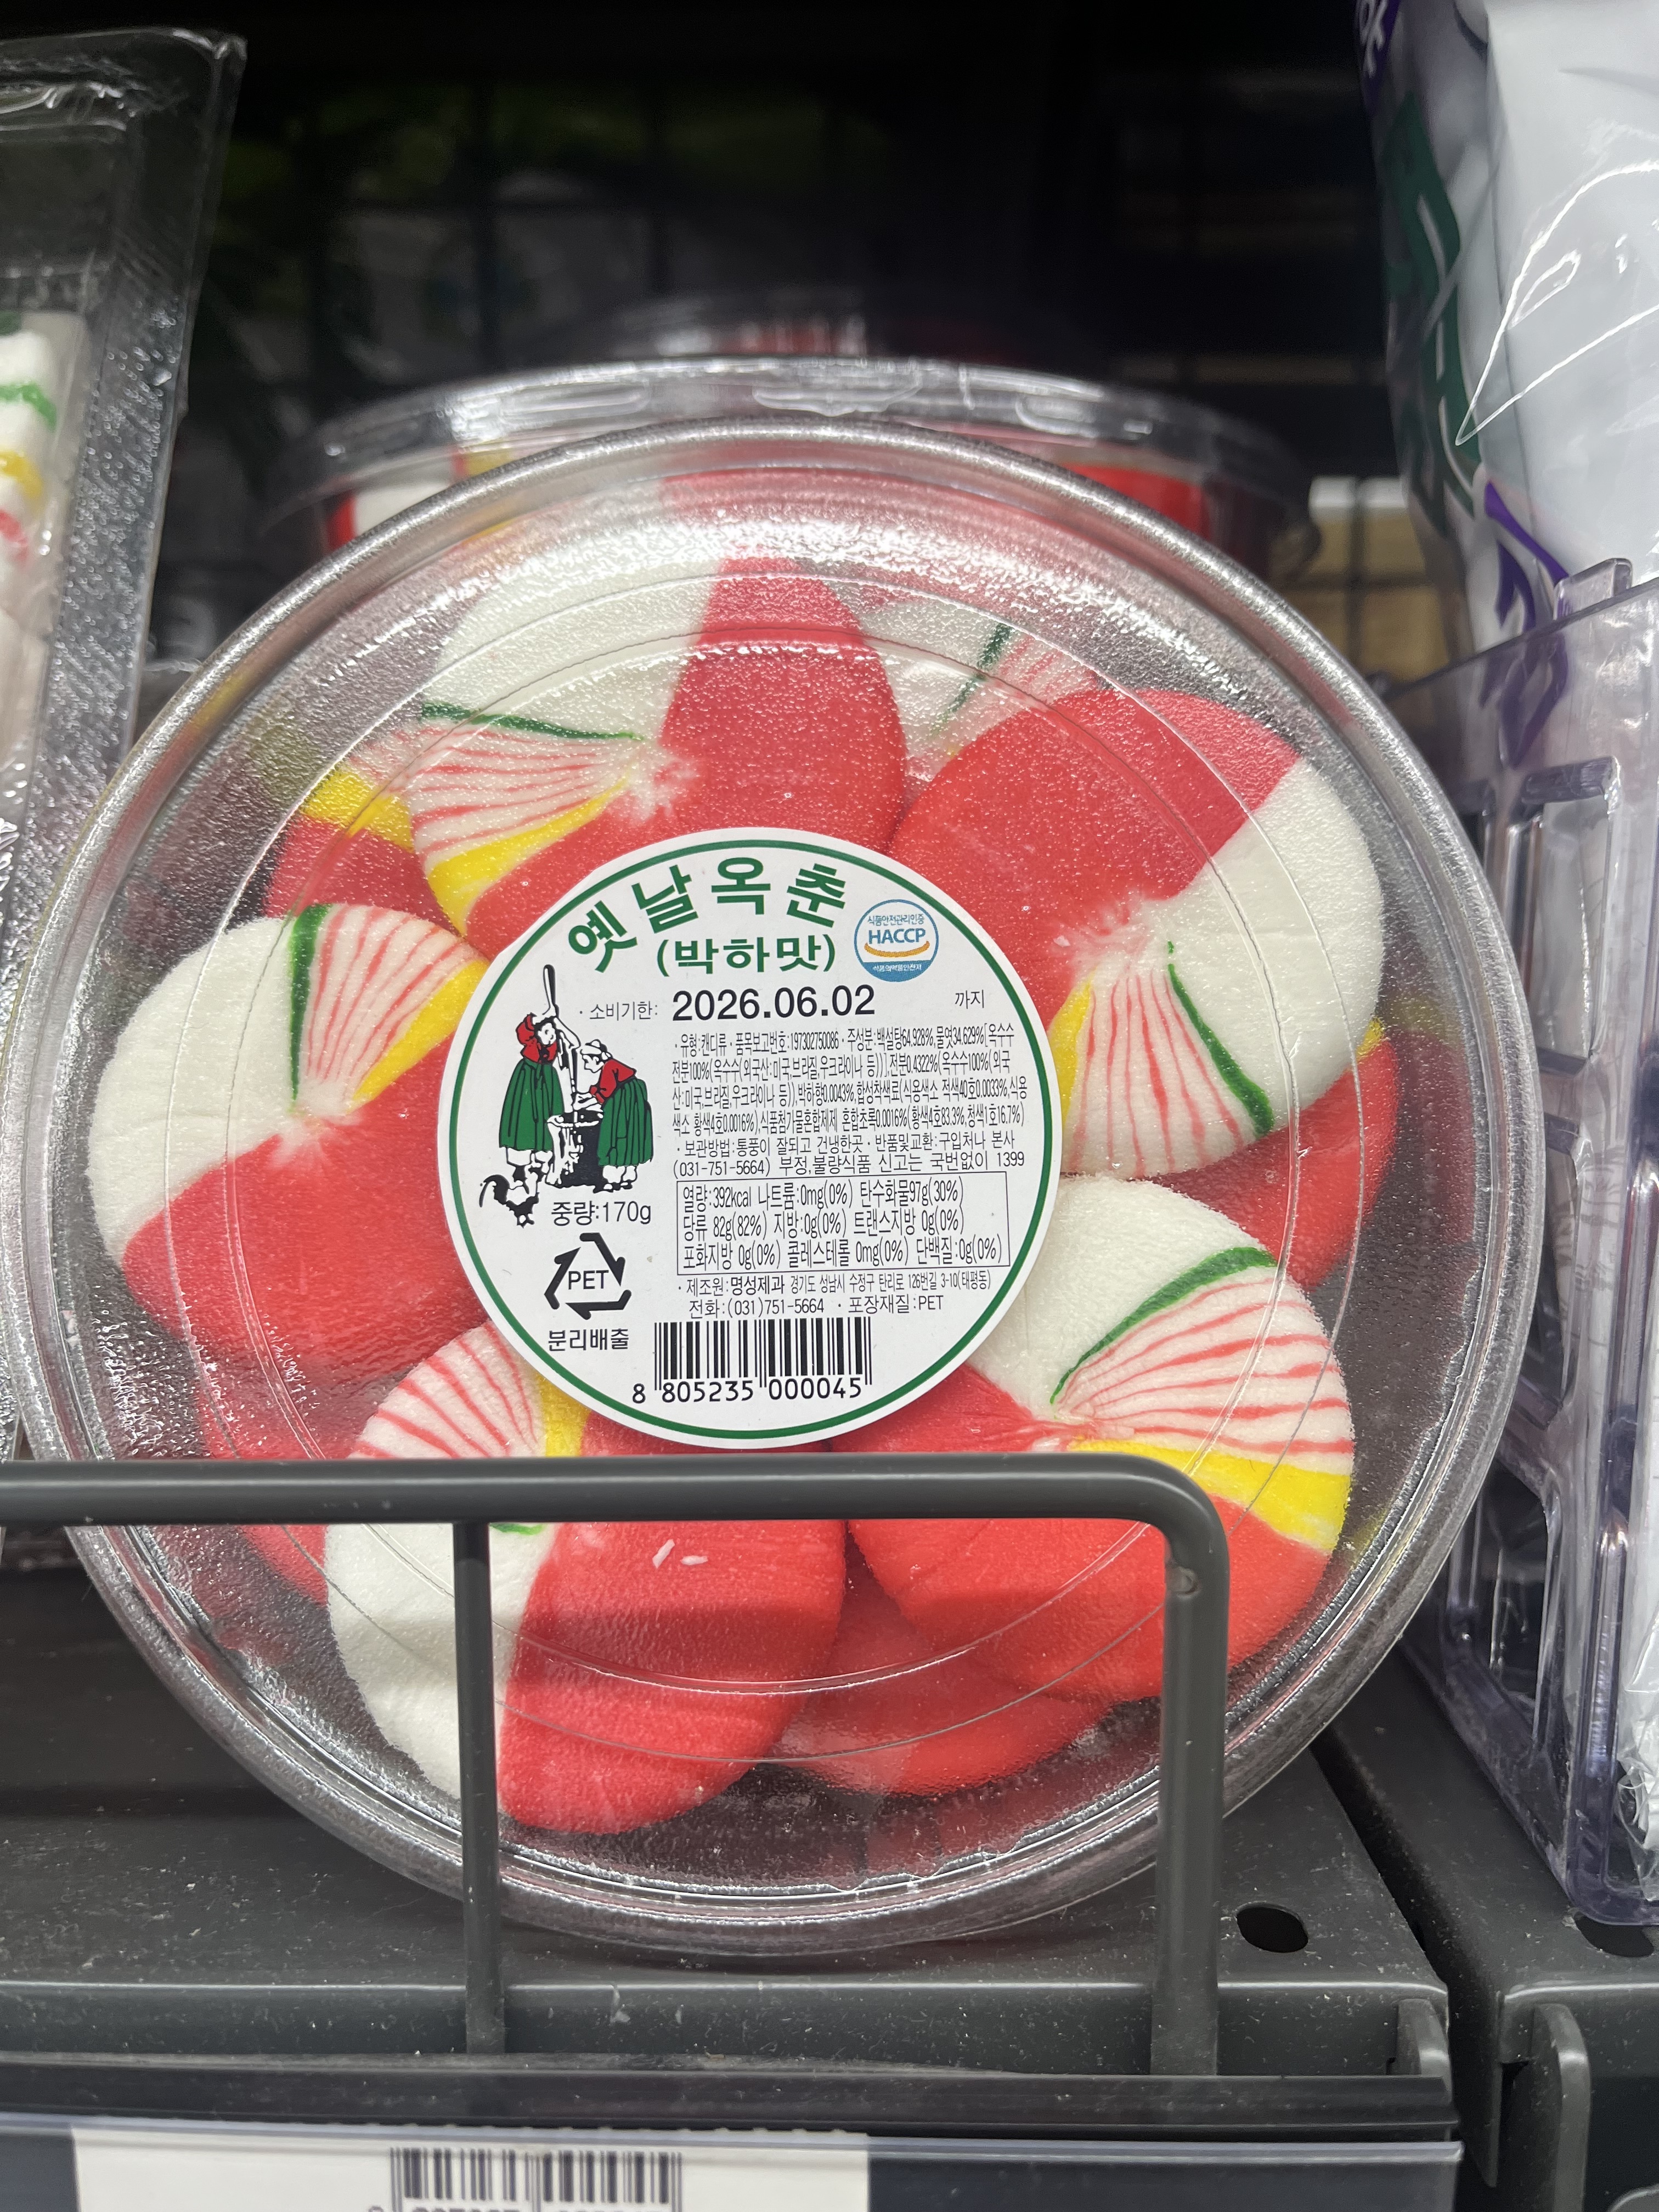 옛날옥춘
(박하맛)
식품안전관리인증
HACCP
식품의약품안전처
· 소비기한: 2026.06.02 까지
· 유형:캔디류 · 품목보고번호:197302750086 · 주성분:백설탕64.928%,물엿34.629%[옥수수
전분100%(옥수수(외국산:미국,브라질,우크라이나 등))],전분0.4322%(옥수수100%(외국
산:미국,브라질,우크라이나 등)),박하향0.0043%,합성착색료(식용색소 적색40호0.0033%,식용
색소 황색4호0.0016%),식품첨가물혼합제제 혼합초록0.0016%(황색4호83.3%,청색1호16.7%)
· 보관방법:통풍이 잘되고 건냉한곳 · 반품및교환:구입처나 본사
(031-751-5664) 부정,불량식품 신고는 국번없이 1399
중량:170g
열량:392kcal 나트륨:0mg(0%) 탄수화물97g(30%)
당류 82g(82%) 지방:0g(0%) 트랜스지방 0g(0%)
포화지방 0g(0%) 콜레스테롤 0mg(0%) 단백질:0g(0%)
PET
분리배출
· 제조원:명성제과 경기도 성남시 수정구 탄리로 126번길 3-10(태평동)
전화:(031)751-5664 · 포장재질:PET
8 805235 000045